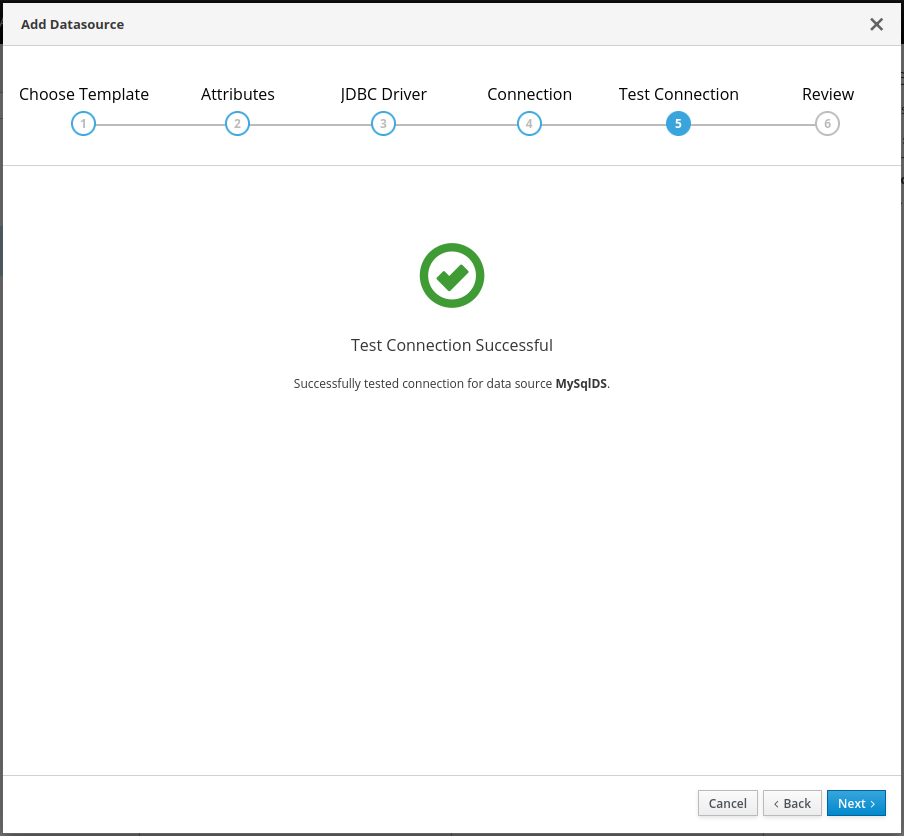 Add Datasource
Choose Template Attributes JDBC Driver Connection Test Connection Review
1 2 3 4 5 6
Test Connection Successful
Successfully tested connection for data source MySqlDS.
Cancel ‹ Back Next ›